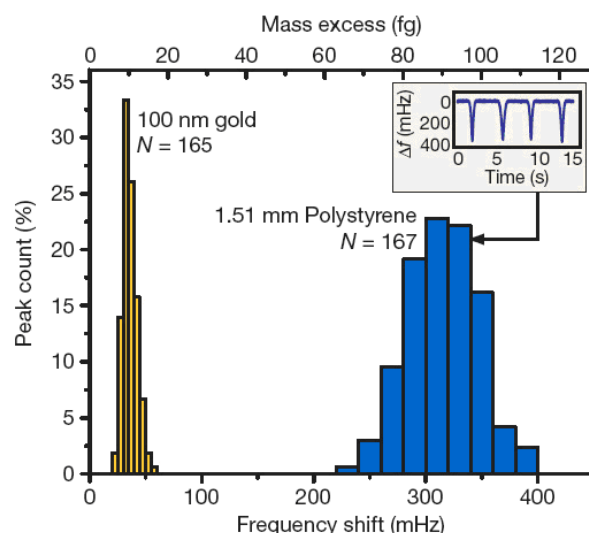 Mass excess (fg)
0 20 40 60 80 100 120
35
30
25
20
15
10
5
0
Peak count (%)
100 nm gold
N = 165
1.51 mm Polystyrene
N = 167
0
200
400
Δf (mHz)
0 5 10 15
Time (s)
0 100 200 300 400
Frequency shift (mHz)